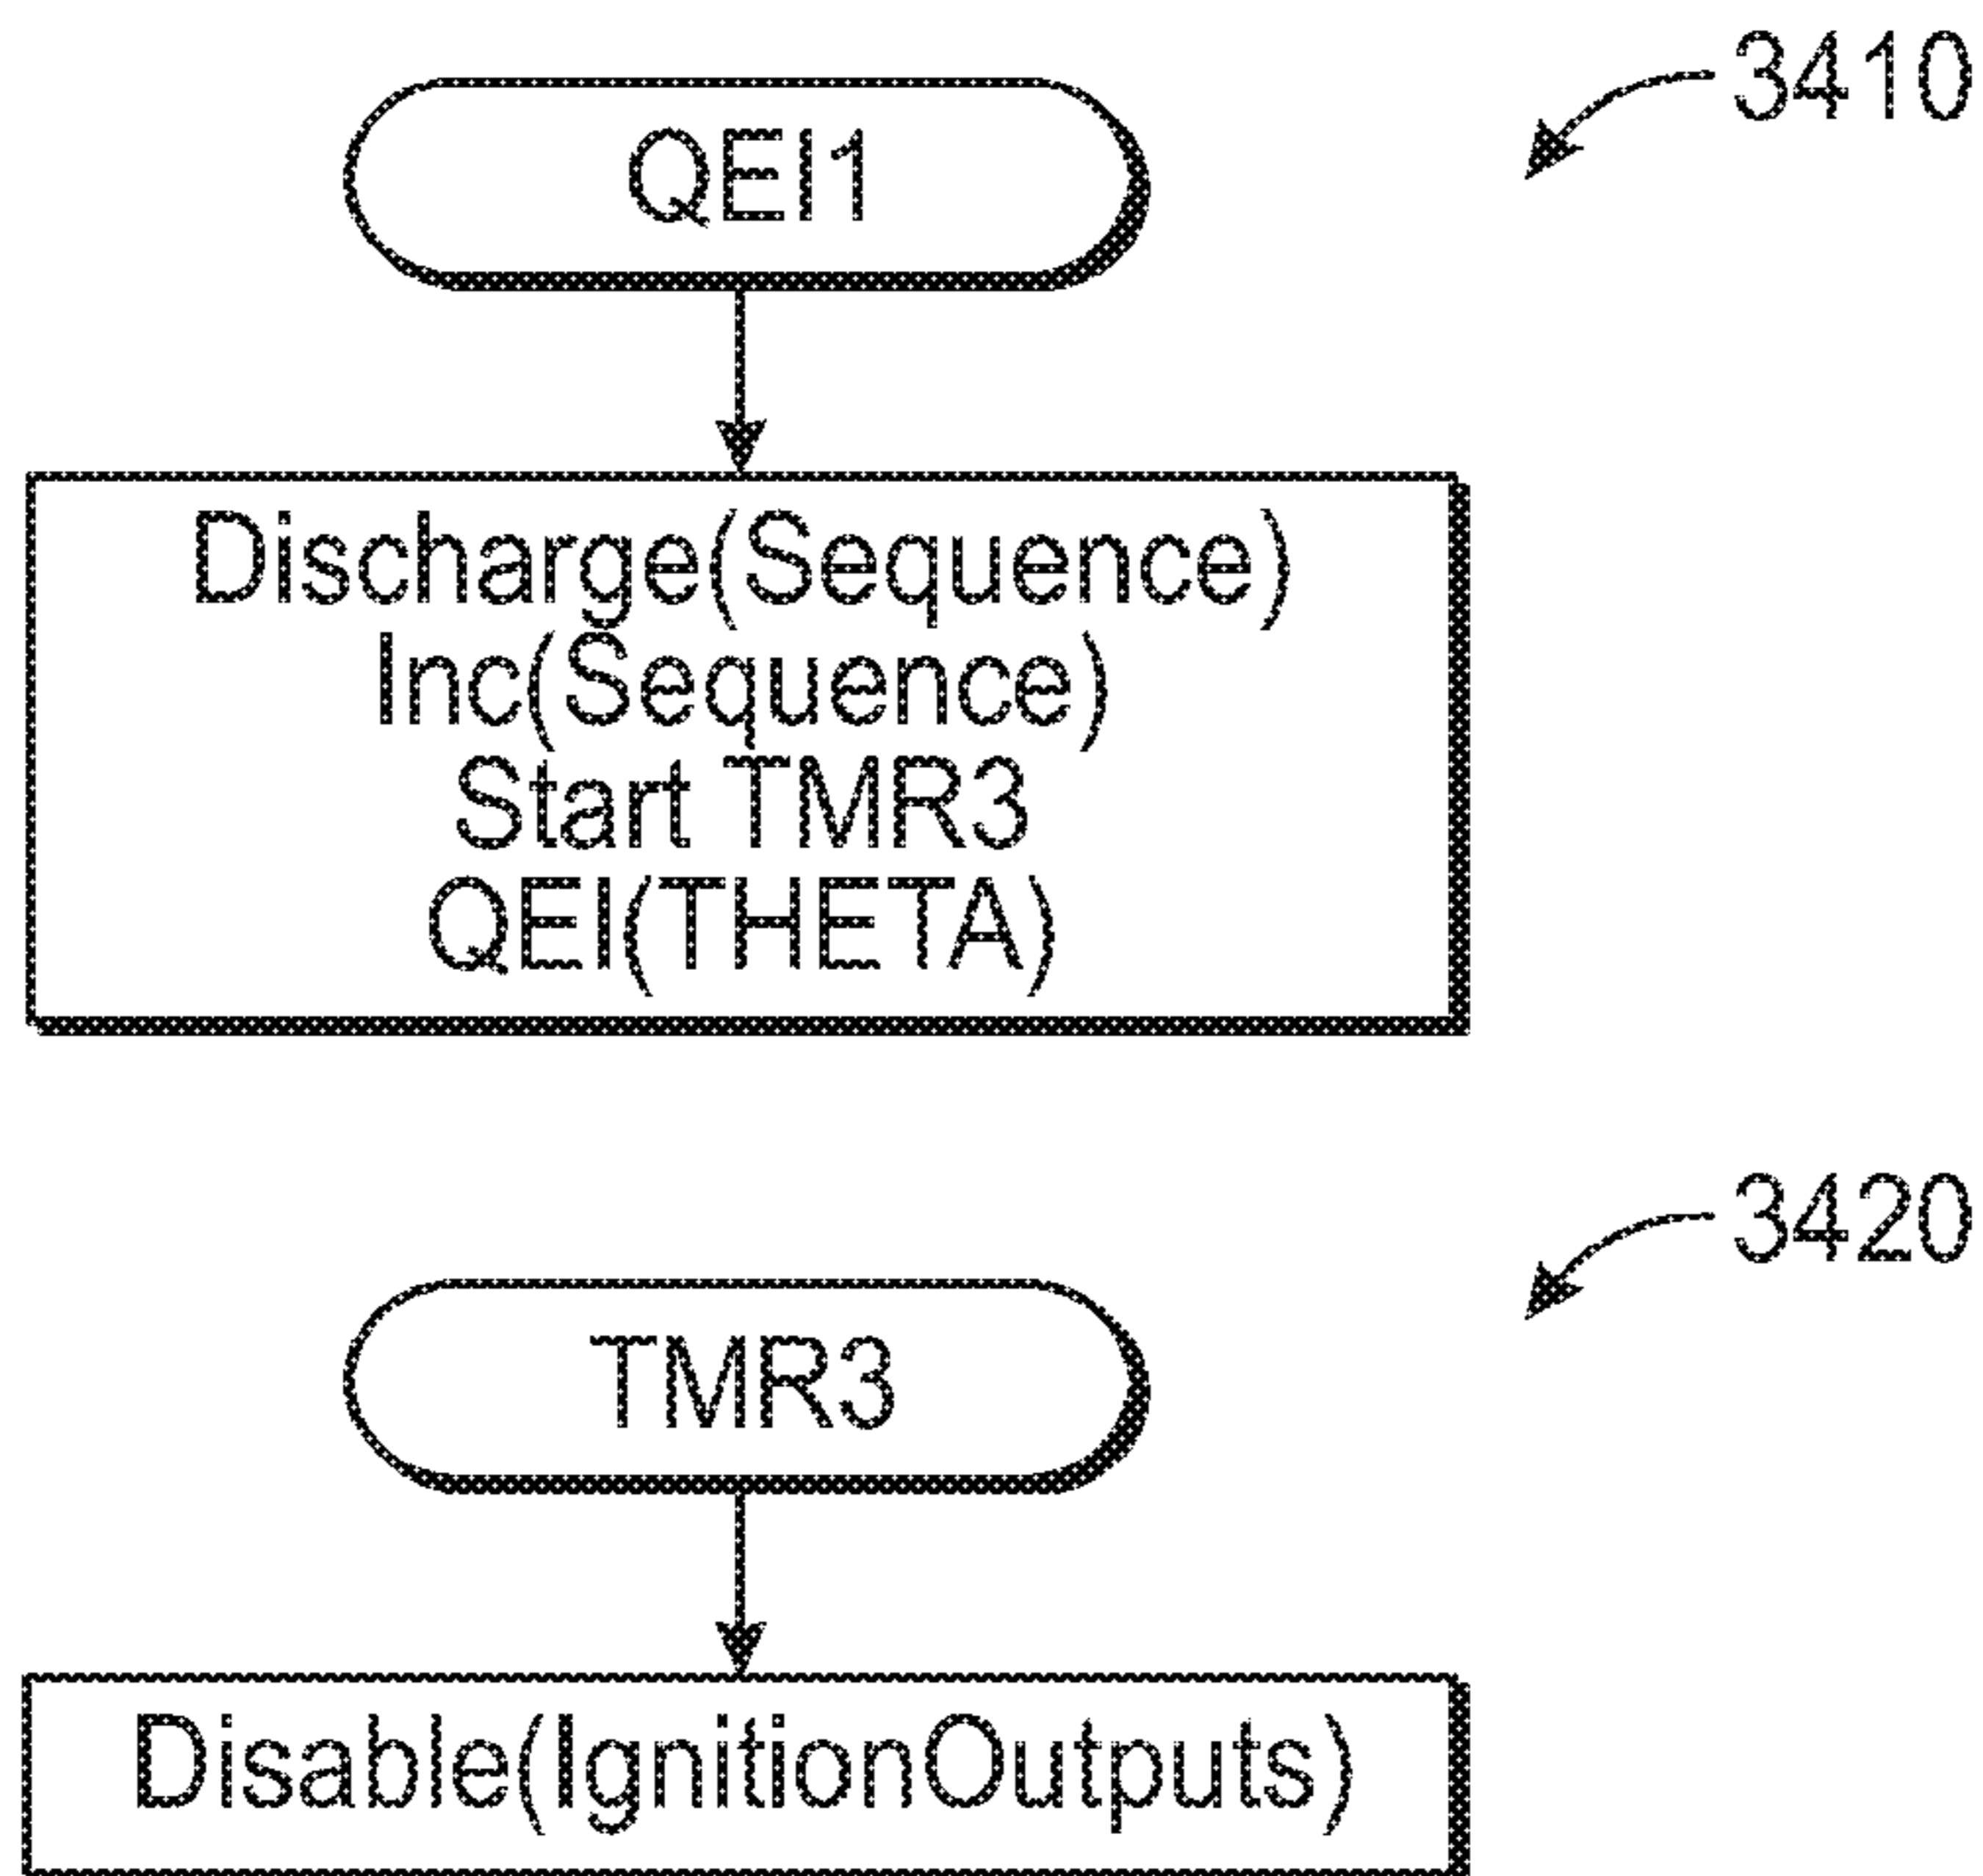 3410
QEI1
Discharge(Sequence)
Inc(Sequence)
Start TMR3
QEI(THETA)
3420
TMR3
Disable(IgnitionOutputs)